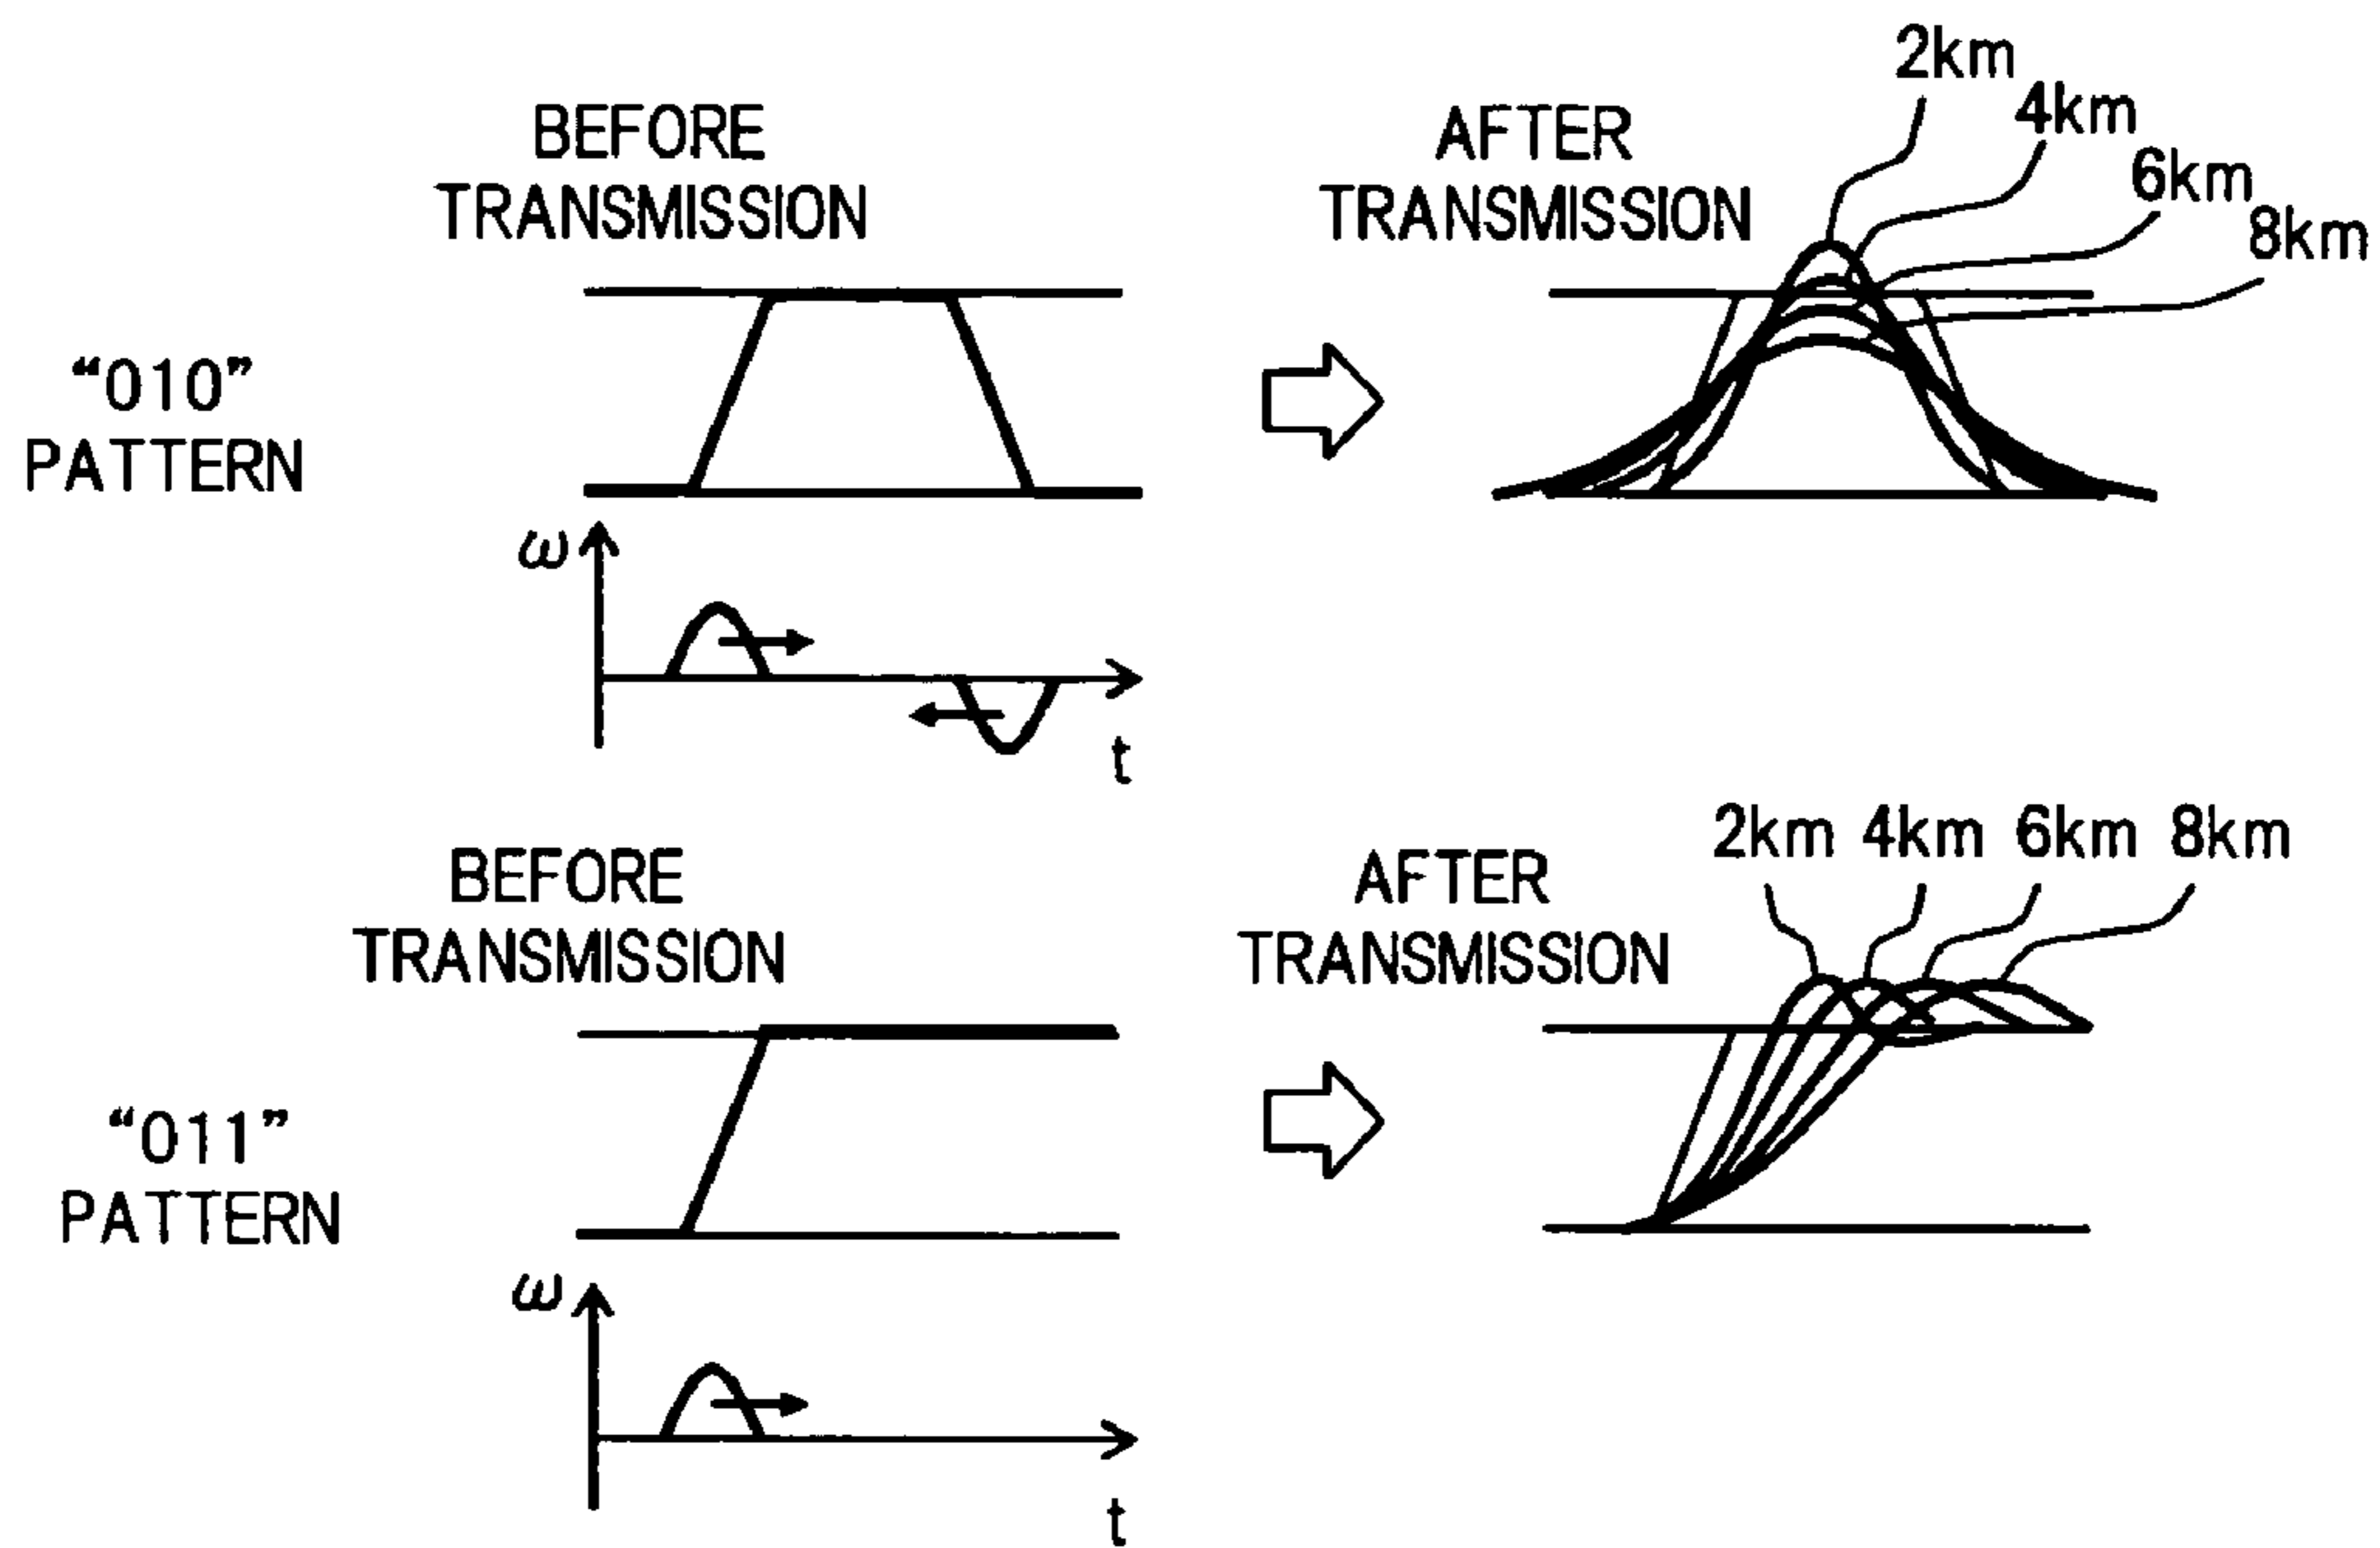 BEFORE
TRANSMISSION
AFTER
TRANSMISSION
2km
4km
6km
8km
“010”
PATTERN
ω
t
BEFORE
TRANSMISSION
AFTER
TRANSMISSION
2km 4km 6km 8km
“011”
PATTERN
ω
t